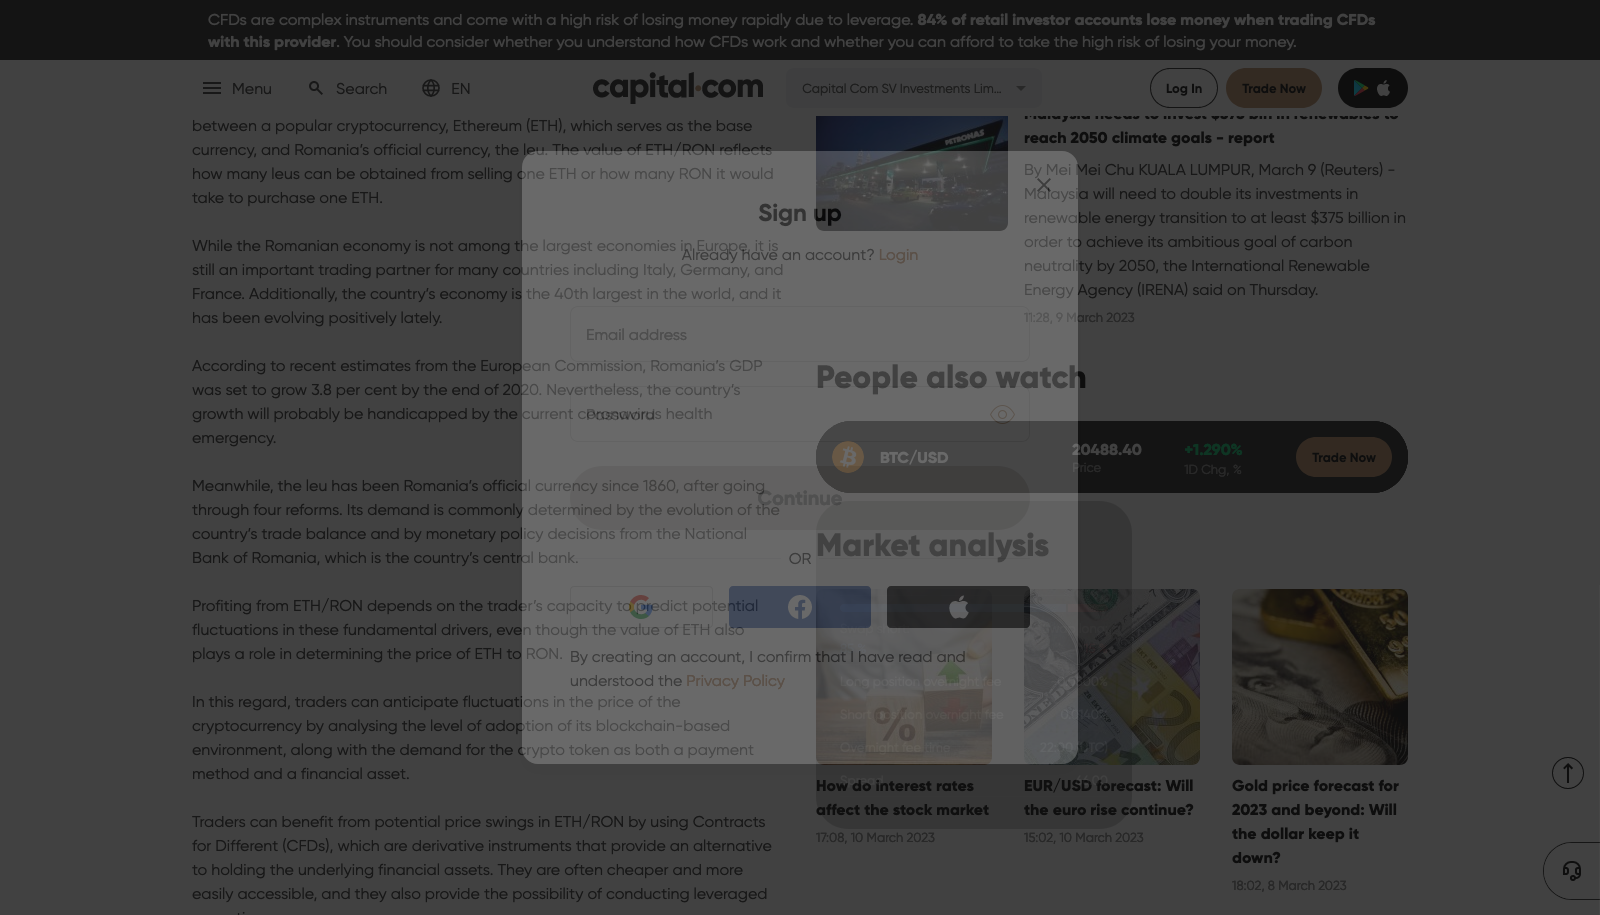 CFDs are complex instruments and come with a high risk of losing money rapidly due to leverage. 84% of retail investor accounts lose money when trading CFDs
with this provider. You should consider whether you understand how CFDs work and whether you can afford to take the high risk of losing your money.
Menu
Search
EN
capital.com
Capital Com SV Investments Lim...
Log In
Trade Now
between a popular cryptocurrency, Ethereum (ETH), which serves as the base
currency, and Romania's official currency, the leu. The value of ETH/RON reflects
how many leus can be obtained from selling one ETH or how many RON it would
take to purchase one ETH.
While the Romanian economy is not among the largest economies in Europe, it is
still an important trading partner for many countries including Italy, Germany, and
France. Additionally, the country's economy is the 40th largest in the world, and it
has been evolving positively lately.
According to recent estimates from the European Commission, Romania's GDP
was set to grow 3.8 per cent by the end of 2020. Nevertheless, the country's
growth will probably be handicapped by the current coronavirus health
emergency.
Meanwhile, the leu has been Romania's official currency since 1860, after going
through four reforms. Its demand is commonly determined by the evolution of the
country's trade balance and by monetary policy decisions from the National
Bank of Romania, which is the country's central bank.
Profiting from ETH/RON depends on the trader's capacity to predict potential
fluctuations in these fundamental drivers, even though the value of ETH also
plays a role in determining the price of ETH to RON.
In this regard, traders can anticipate fluctuations in the price of the
cryptocurrency by analysing the level of adoption of its blockchain-based
environment, along with the demand for the crypto token as both a payment
method and a financial asset.
Traders can benefit from potential price swings in ETH/RON by using Contracts
for Different (CFDs), which are derivative instruments that provide an alternative
to holding the underlying financial assets. They are often cheaper and more
easily accessible, and they also provide the possibility of conducting leveraged
Sign up
Already have an account? Login
Email address
Password
Continue
OR
By creating an account, I confirm that I have read and
understood the Privacy Policy
PETRONAS
Malaysia needs to invest $375 bln in renewables to
reach 2050 climate goals - report
By Mei Mei Chu KUALA LUMPUR, March 9 (Reuters) -
Malaysia will need to double its investments in
renewable energy transition to at least $375 billion in
order to achieve its ambitious goal of carbon
neutrality by 2050, the International Renewable
Energy Agency (IRENA) said on Thursday.
11:28, 9 March 2023
People also watch
BTC/USD
20488.40
Price
+1.290%
1D Chg, %
Trade Now
Market analysis
Long position overnight fee
Short position overnight fee
Overnight fee time
Spread
%
How do interest rates
affect the stock market
17:08, 10 March 2023
EUR/USD forecast: Will
the euro rise continue?
15:02, 10 March 2023
Gold price forecast for
2023 and beyond: Will
the dollar keep it
down?
18:02, 8 March 2023